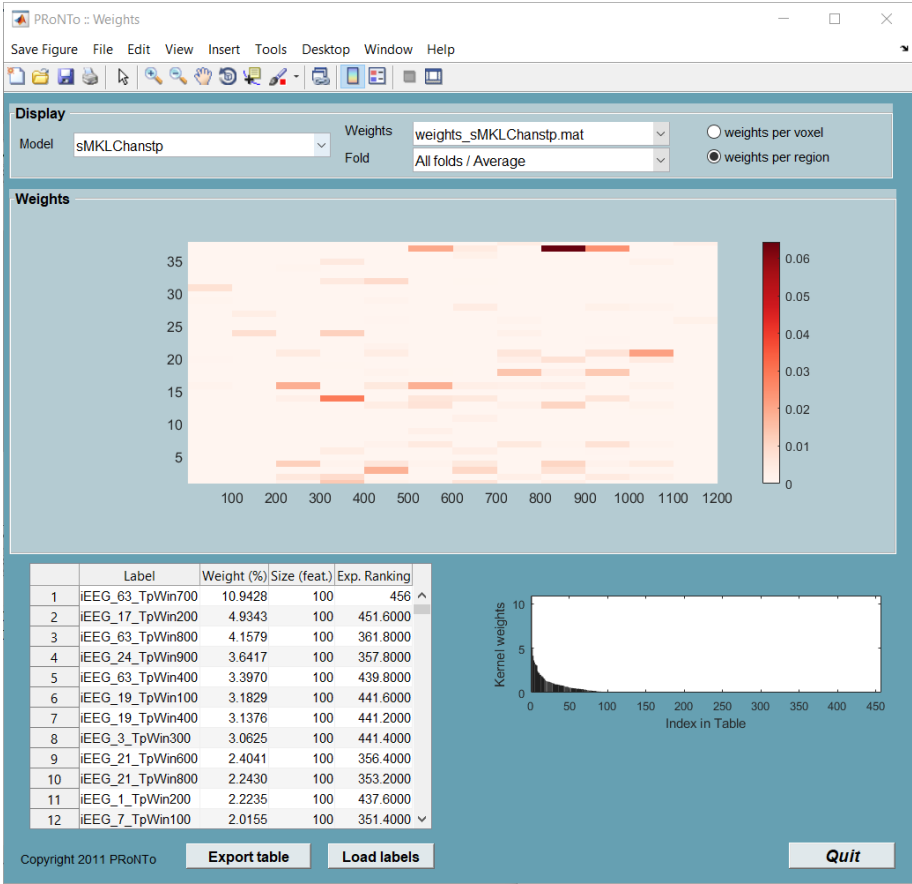 PRoNTo :: Weights
Save Figure File Edit View Insert Tools Desktop Window Help
Display
Model sMKLChanstp
Weights weights_sMKLChanstp.mat
Fold All folds / Average
weights per voxel
weights per region
Weights
35
30
25
20
15
10
5
100 200 300 400 500 600 700 800 900 1000 1100 1200
0.06
0.05
0.04
0.03
0.02
0.01
0
Label Weight (%) Size (feat.) Exp. Ranking
1 iEEG_63_TpWin700 10.9428 100 456
2 iEEG_17_TpWin200 4.9343 100 451.6000
3 iEEG_63_TpWin800 4.1579 100 361.8000
4 iEEG_24_TpWin900 3.6417 100 357.8000
5 iEEG_63_TpWin400 3.3970 100 439.8000
6 iEEG_19_TpWin100 3.1829 100 441.6000
7 iEEG_19_TpWin400 3.1376 100 441.2000
8 iEEG_3_TpWin300 3.0625 100 441.4000
9 iEEG_21_TpWin600 2.4041 100 356.4000
10 iEEG_21_TpWin800 2.2430 100 353.2000
11 iEEG_1_TpWin200 2.2235 100 437.6000
12 iEEG_7_TpWin100 2.0155 100 351.4000
Kernel weights
10
5
0
0 50 100 150 200 250 300 350 400 450
Index in Table
Copyright 2011 PRoNTo
Export table
Load labels
Quit